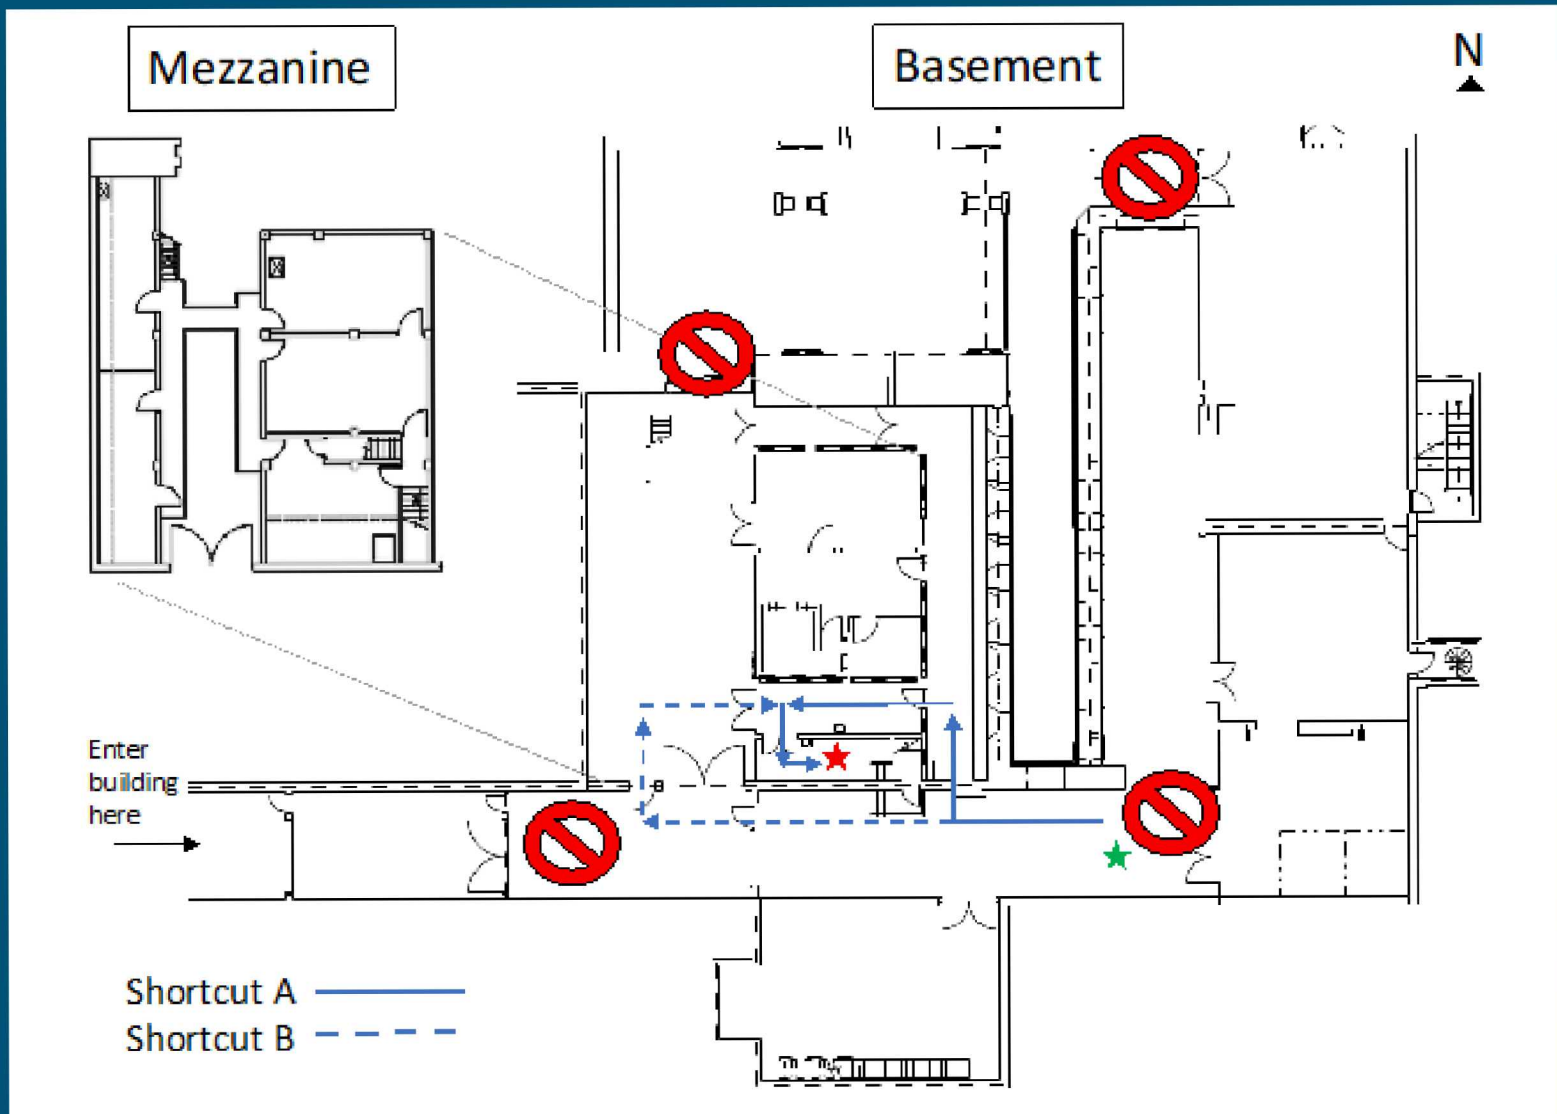 Mezzanine
Basement
N
Enter
building
here
Shortcut A
Shortcut B